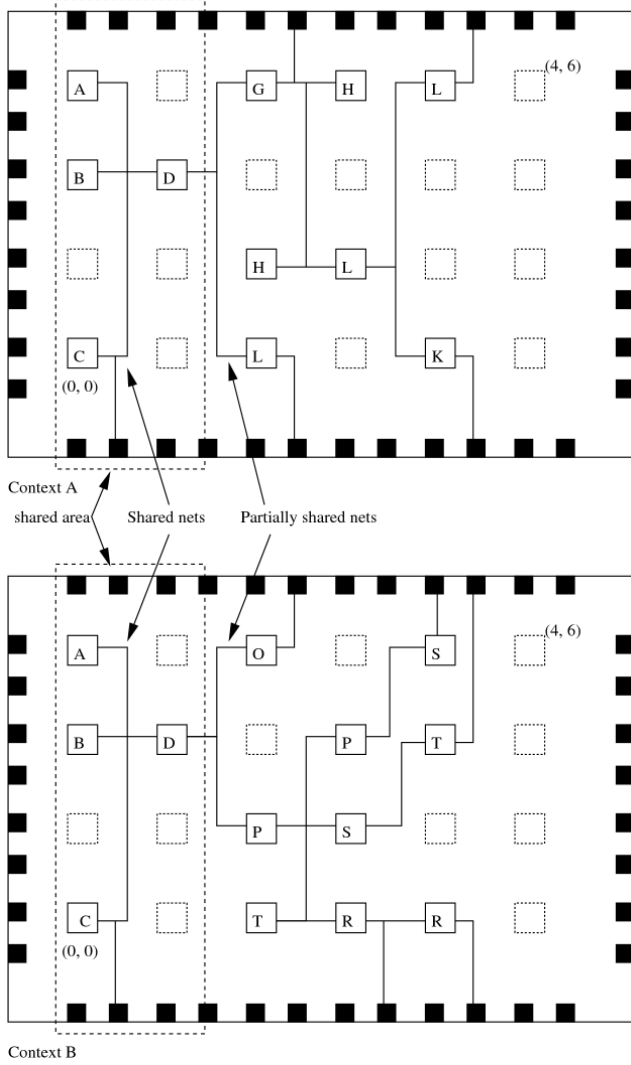 A G H L (4, 6)
B D
H L
C L K
(0, 0)
Context A
shared area Shared nets Partially shared nets
A O S (4, 6)
B D P T
P S
C T R R
(0, 0)
Context B